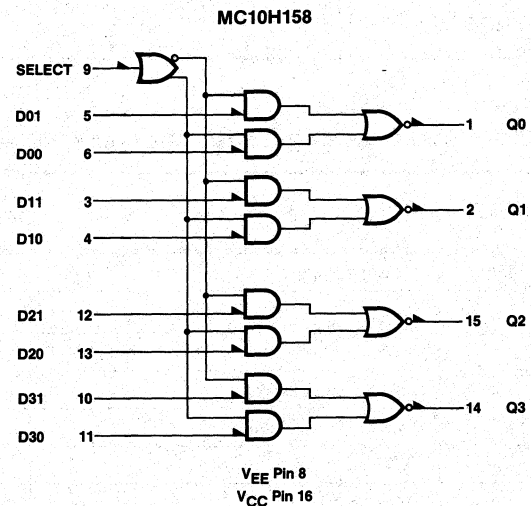 MC10H158
SELECT 9
D01 5
1 Q0
D00 6
D11 3
2 Q1
D10 4
D21 12
15 Q2
D20 13
D31 10
14 Q3
D30 11
VEE Pin 8
VCC Pin 16